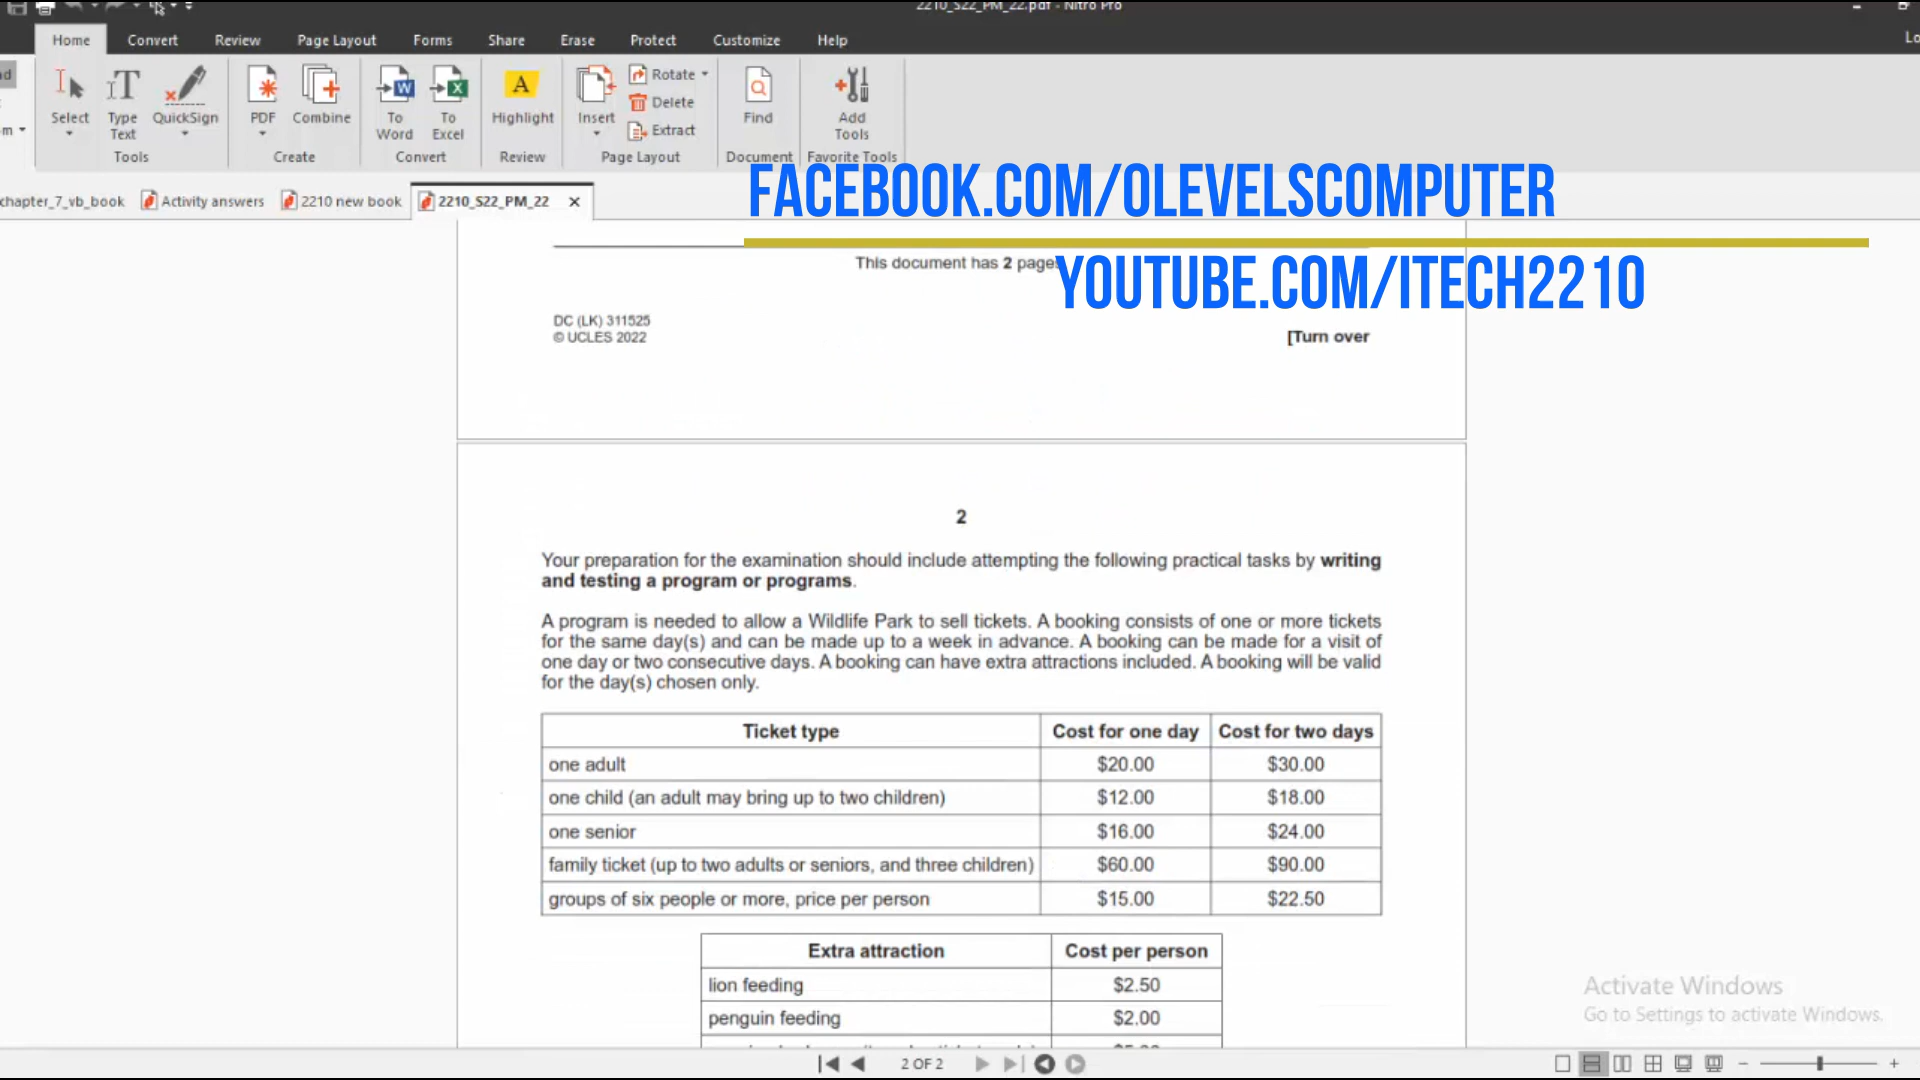 2210_S22_PM_22.pdf - Nitro Pro
Home Convert Review Page Layout Forms Share Erase Protect Customize Help
Select Type Text QuickSign PDF Combine To Word To Excel Highlight Insert Rotate Delete Extract Find Add Tools
Tools Create Convert Review Page Layout Document Favorite Tools
FACEBOOK.COM/OLEVELSCOMPUTER
chapter_7_vb_book Activity answers 2210 new book 2210_S22_PM_22
YOUTUBE.COM/ITECH2210
This document has 2 pages
DC (LK) 311525
© UCLES 2022
[Turn over
2
Your preparation for the examination should include attempting the following practical tasks by writing
and testing a program or programs.
A program is needed to allow a Wildlife Park to sell tickets. A booking consists of one or more tickets
for the same day(s) and can be made up to a week in advance. A booking can be made for a visit of
one day or two consecutive days. A booking can have extra attractions included. A booking will be valid
for the day(s) chosen only.
Ticket type Cost for one day Cost for two days
one adult $20.00 $30.00
one child (an adult may bring up to two children) $12.00 $18.00
one senior $16.00 $24.00
family ticket (up to two adults or seniors, and three children) $60.00 $90.00
groups of six people or more, price per person $15.00 $22.50
Extra attraction Cost per person
lion feeding $2.50
penguin feeding $2.00
Activate Windows
Go to Settings to activate Windows.
2 OF 2